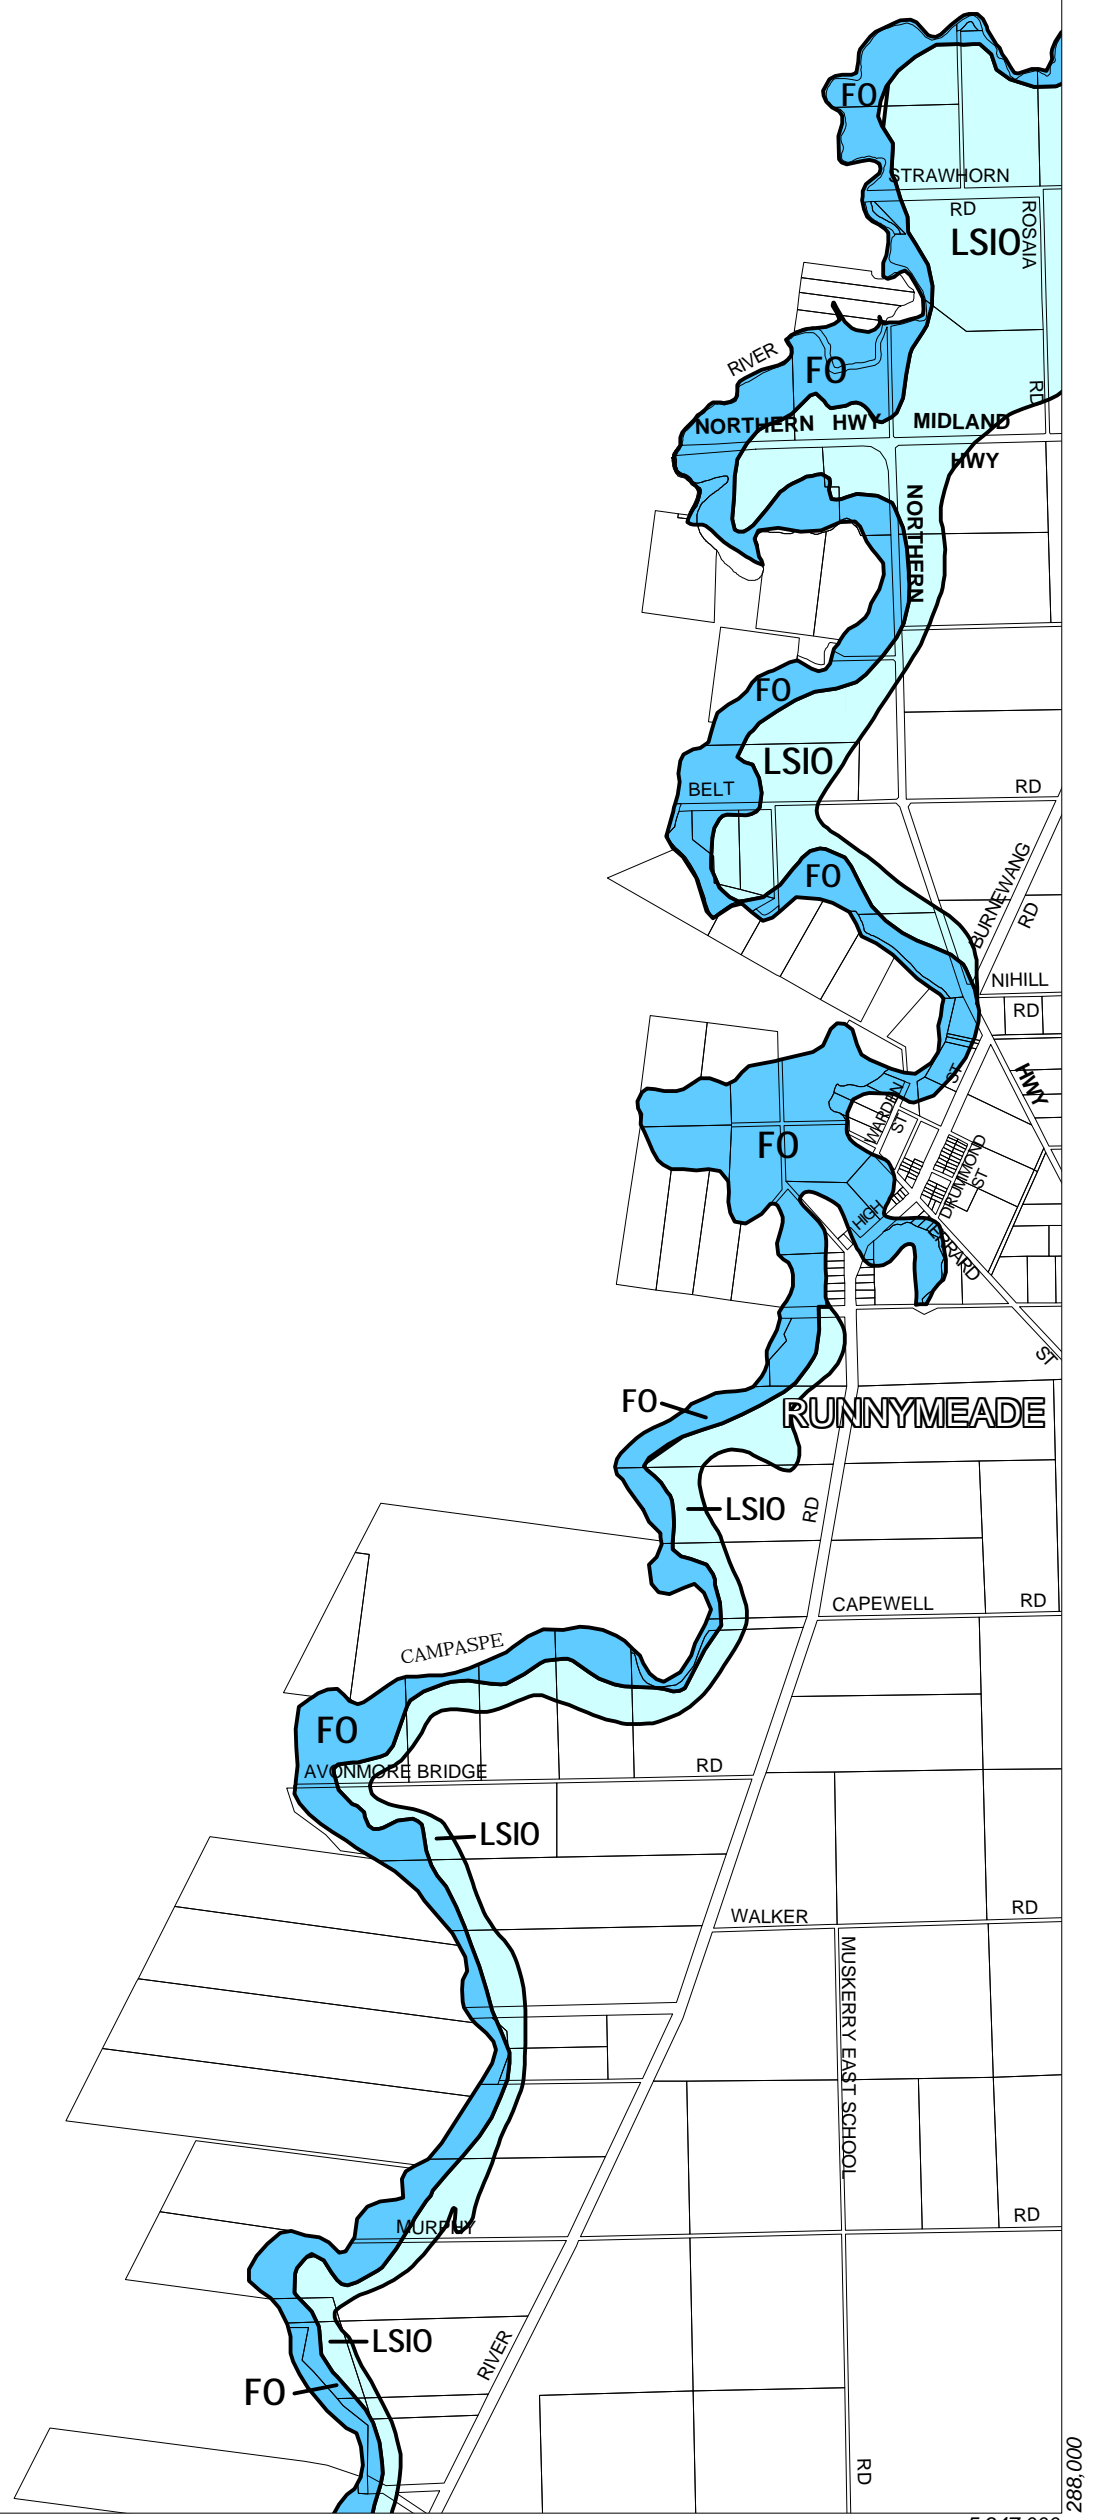 FO
STRAWHORN
RD
ROSAIA
LSIO
RIVER
FO
RD
NORTHERN HWY MIDLAND
HWY
NORTHERN
FO
LSIO
BELT
RD
FO
BURNEWANG
RD
NIHILL
RD
HWY
ST
WARDEN
ST
FO
DRUMMOND
ST
HIGH
ERRARD
ST
FO
RUNNYMEADE
LSIO
RD
CAPEWELL
RD
CAMPASPE
FO
AVONMORE BRIDGE
RD
LSIO
WALKER
RD
MUSKERRY EAST SCHOOL
MURPHY
RD
LSIO
RIVER
FO
RD
288,000